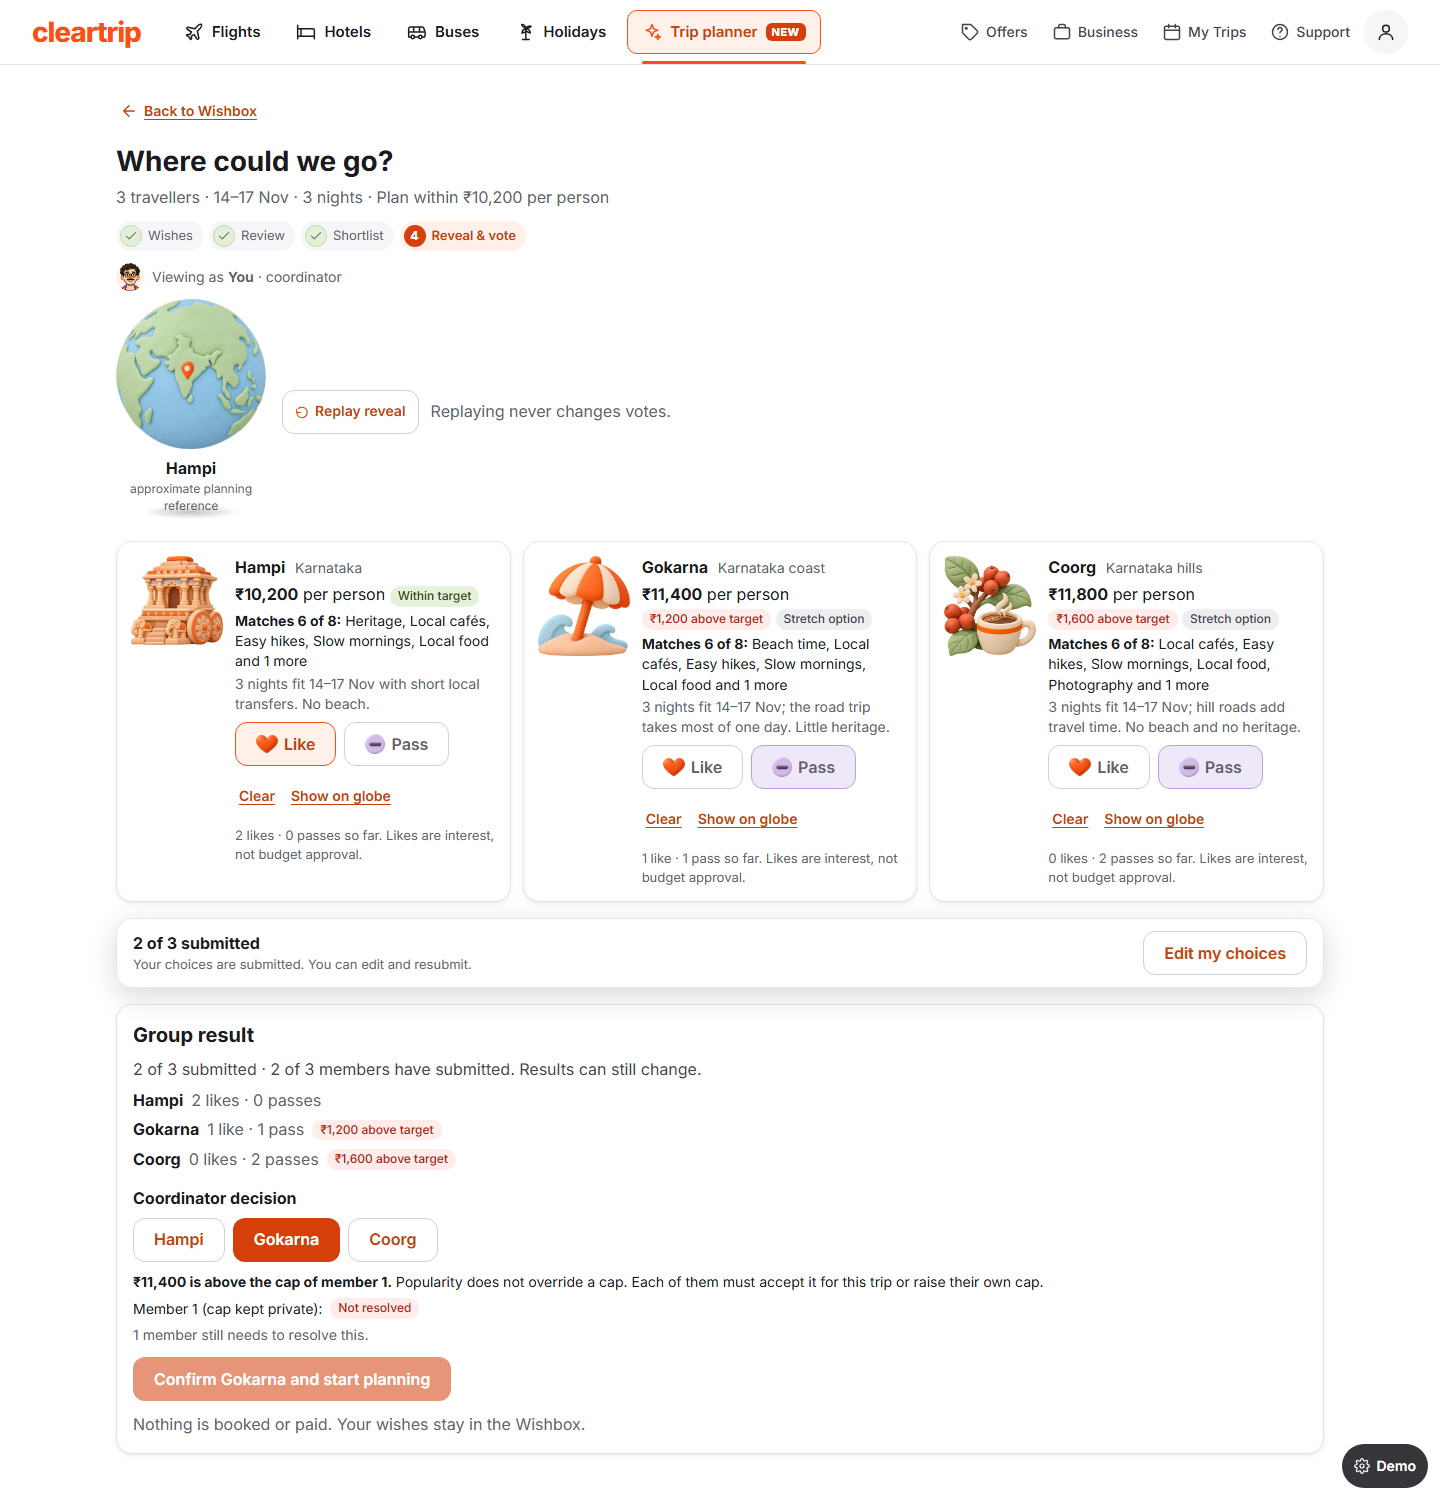 cleartrip
Flights
Hotels
Buses
Holidays
Trip planner NEW
Offers
Business
My Trips
Support
Back to Wishbox
Where could we go?
3 travellers · 14–17 Nov · 3 nights · Plan within ₹10,200 per person
Wishes
Review
Shortlist
4 Reveal & vote
Viewing as You · coordinator
Replay reveal
Replaying never changes votes.
Hampi
approximate planning
reference
Hampi Karnataka
₹10,200 per person Within target
Matches 6 of 8: Heritage, Local cafés,
Easy hikes, Slow mornings, Local food
and 1 more
3 nights fit 14–17 Nov with short local
transfers. No beach.
Like
Pass
Clear
Show on globe
2 likes · 0 passes so far. Likes are interest,
not budget approval.
Gokarna Karnataka coast
₹11,400 per person
₹1,200 above target Stretch option
Matches 6 of 8: Beach time, Local
cafés, Easy hikes, Slow mornings,
Local food and 1 more
3 nights fit 14–17 Nov; the road trip
takes most of one day. Little heritage.
Like
Pass
Clear
Show on globe
1 like · 1 pass so far. Likes are interest, not
budget approval.
Coorg Karnataka hills
₹11,800 per person
₹1,600 above target Stretch option
Matches 6 of 8: Local cafés, Easy
hikes, Slow mornings, Local food,
Photography and 1 more
3 nights fit 14–17 Nov; hill roads add
travel time. No beach and no heritage.
Like
Pass
Clear
Show on globe
0 likes · 2 passes so far. Likes are interest,
not budget approval.
2 of 3 submitted
Your choices are submitted. You can edit and resubmit.
Edit my choices
Group result
2 of 3 submitted · 2 of 3 members have submitted. Results can still change.
Hampi 2 likes · 0 passes
Gokarna 1 like · 1 pass ₹1,200 above target
Coorg 0 likes · 2 passes ₹1,600 above target
Coordinator decision
Hampi
Gokarna
Coorg
₹11,400 is above the cap of member 1. Popularity does not override a cap. Each of them must accept it for this trip or raise their own cap.
Member 1 (cap kept private): Not resolved
1 member still needs to resolve this.
Confirm Gokarna and start planning
Nothing is booked or paid. Your wishes stay in the Wishbox.
Demo